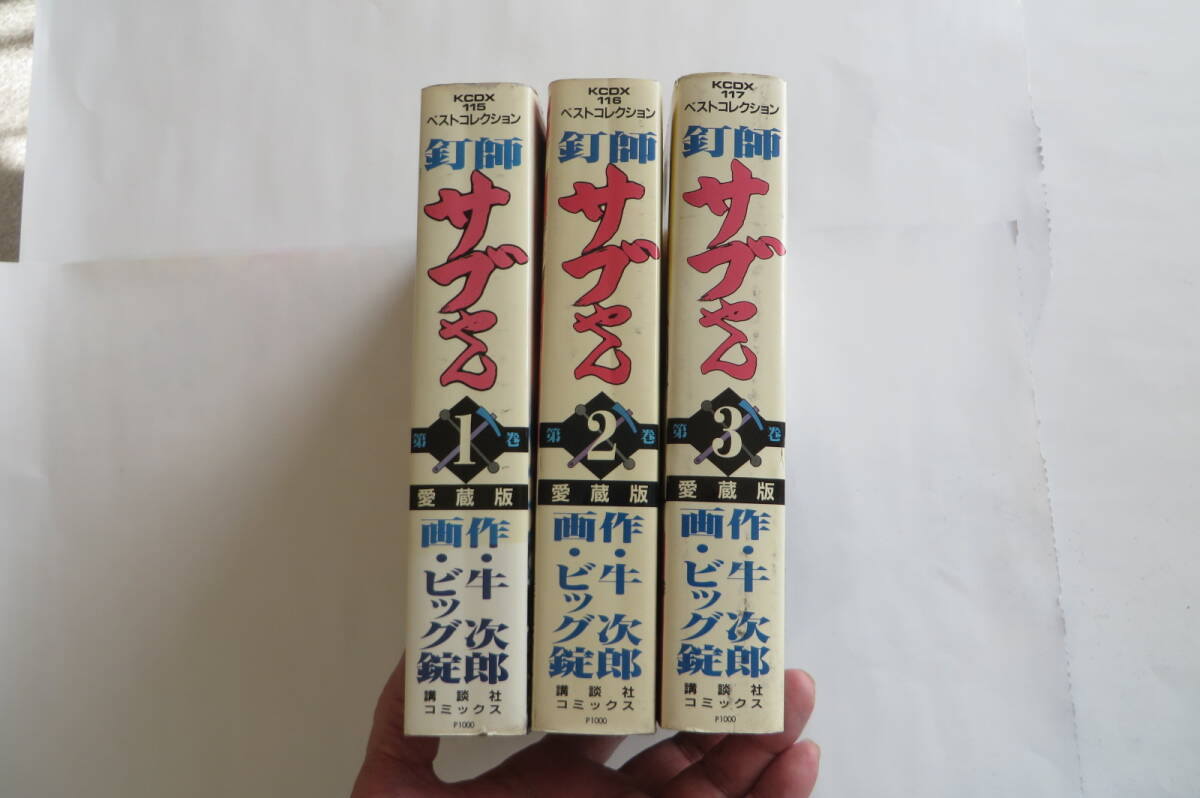 KCDX
115
ベストコレクション
釘師
サブやん
第1巻
愛蔵版
作・牛次郎
画・ビッグ錠
講談社
コミックス
P1000
KCDX
116
ベストコレクション
釘師
サブやん
第2巻
愛蔵版
作・牛次郎
画・ビッグ錠
講談社
コミックス
P1000
KCDX
117
ベストコレクション
釘師
サブやん
第3巻
愛蔵版
作・牛次郎
画・ビッグ錠
講談社
コミックス
P1000